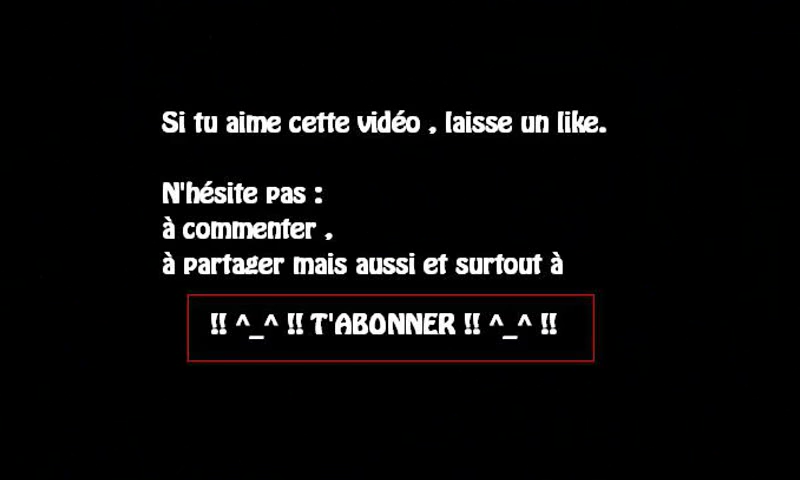 Si tu aime cette vidéo , laisse un like.
N'hésite pas :
à commenter ,
à partager mais aussi et surtout à
!! ^_^ !! T'ABONNER !! ^_^ !!